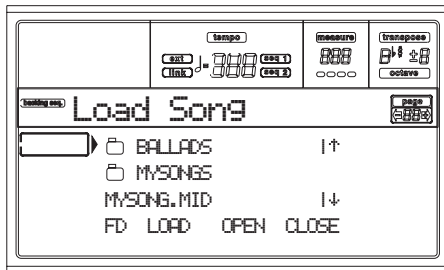 tempo measure transpose
ext seq 1
link seq 2
octave
backing seq. Load Song page
BALLADS
MYSONGS
MYSONG.MID
FD LOAD OPEN CLOSE